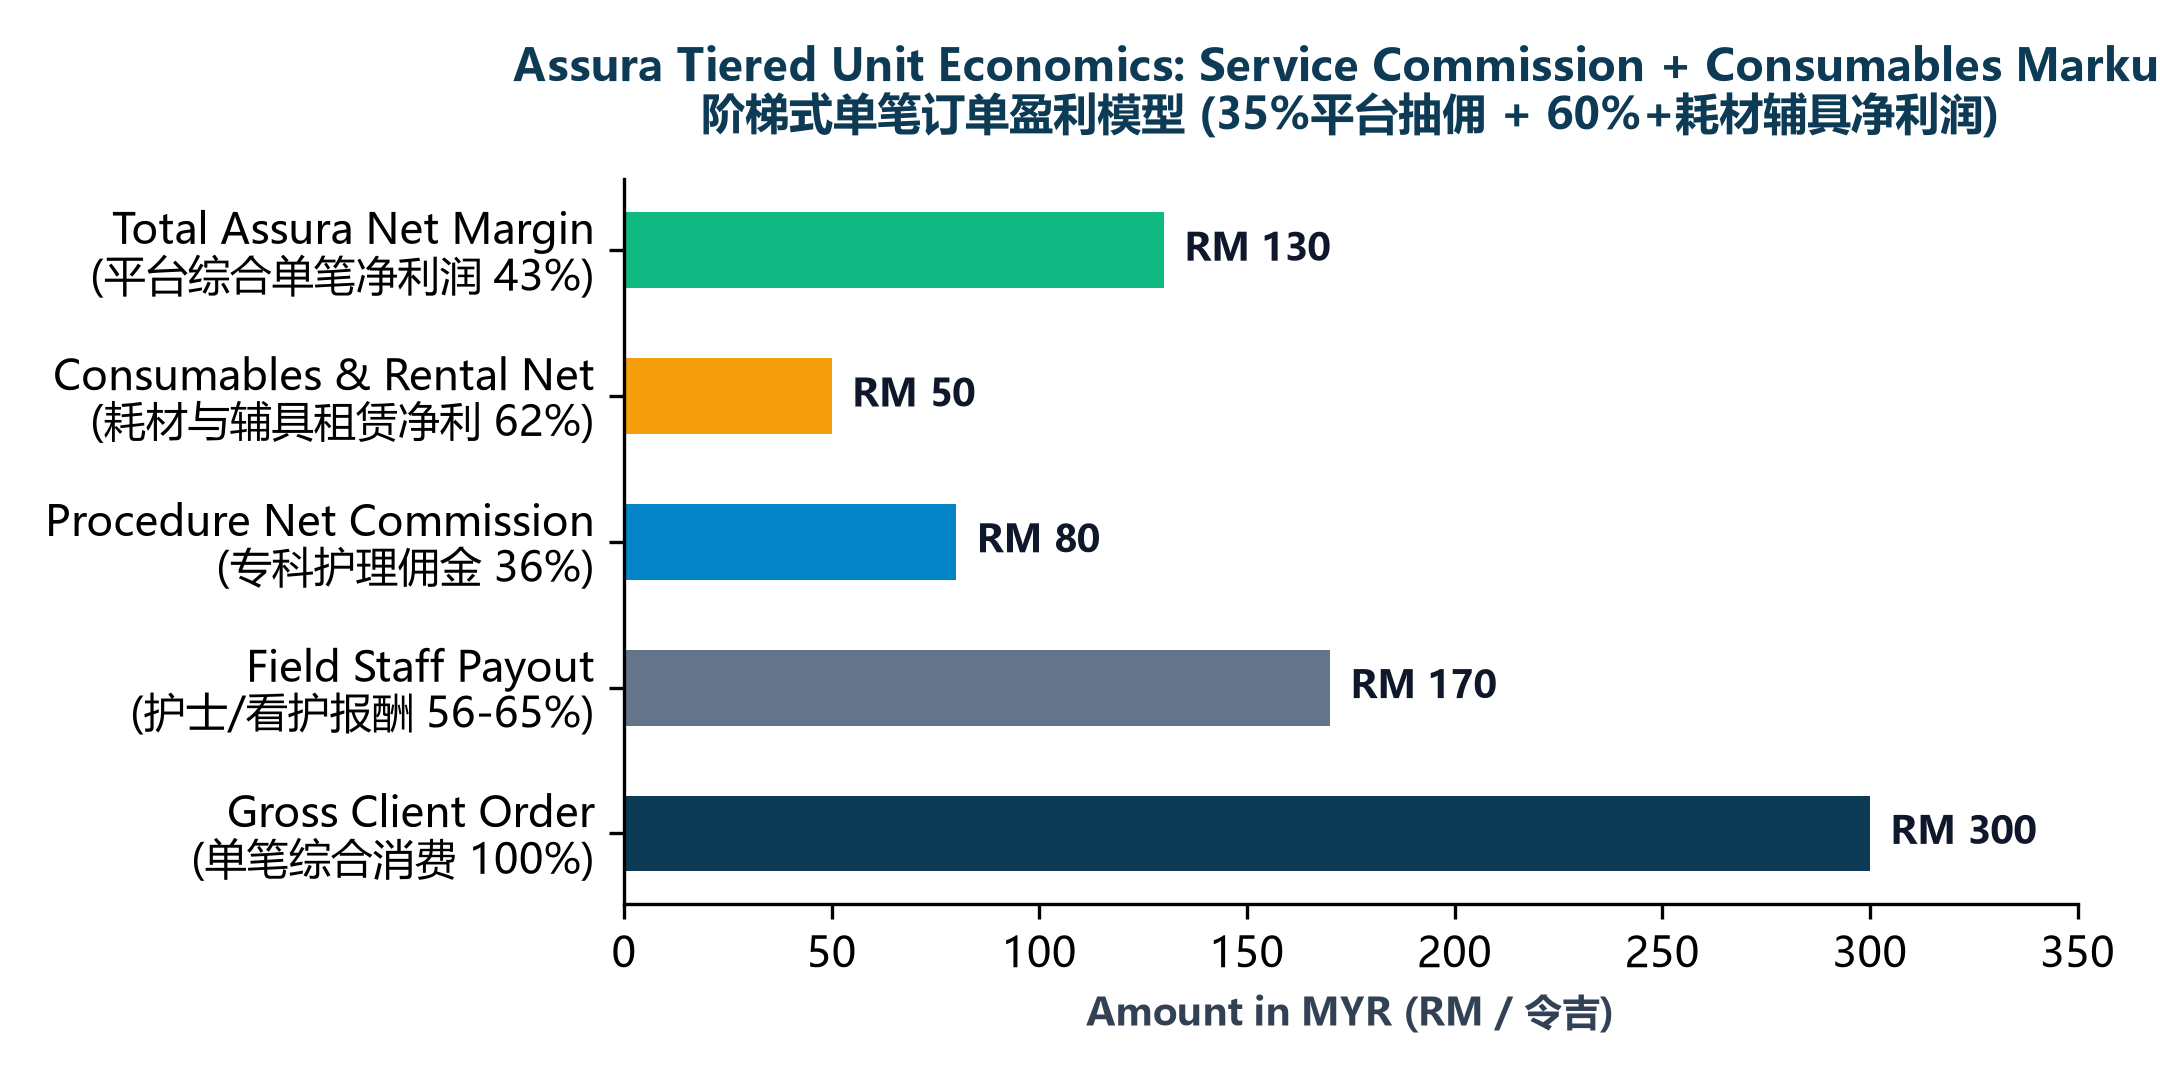 Assura Tiered Unit Economics: Service Commission + Consumables Marku
阶梯式单笔订单盈利模型 (35%平台抽佣 + 60%+耗材辅具净利润)
Total Assura Net Margin
(平台综合单笔净利润 43%)
RM 130
Consumables & Rental Net
(耗材与辅具租赁净利 62%)
RM 50
Procedure Net Commission
(专科护理佣金 36%)
RM 80
Field Staff Payout
(护士/看护报酬 56-65%)
RM 170
Gross Client Order
(单笔综合消费 100%)
RM 300
0 50 100 150 200 250 300 350
Amount in MYR (RM / 令吉)